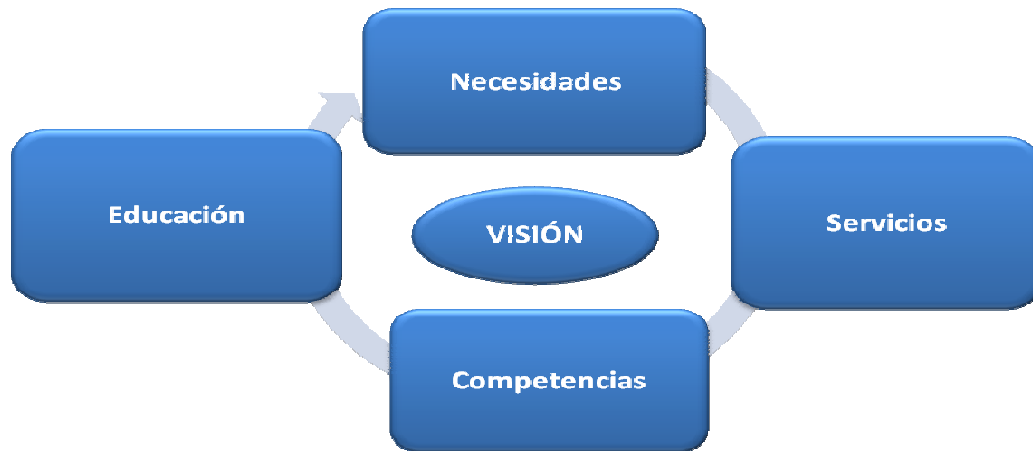 Necesidades
Educación
VISIÓN
Servicios
Competencias